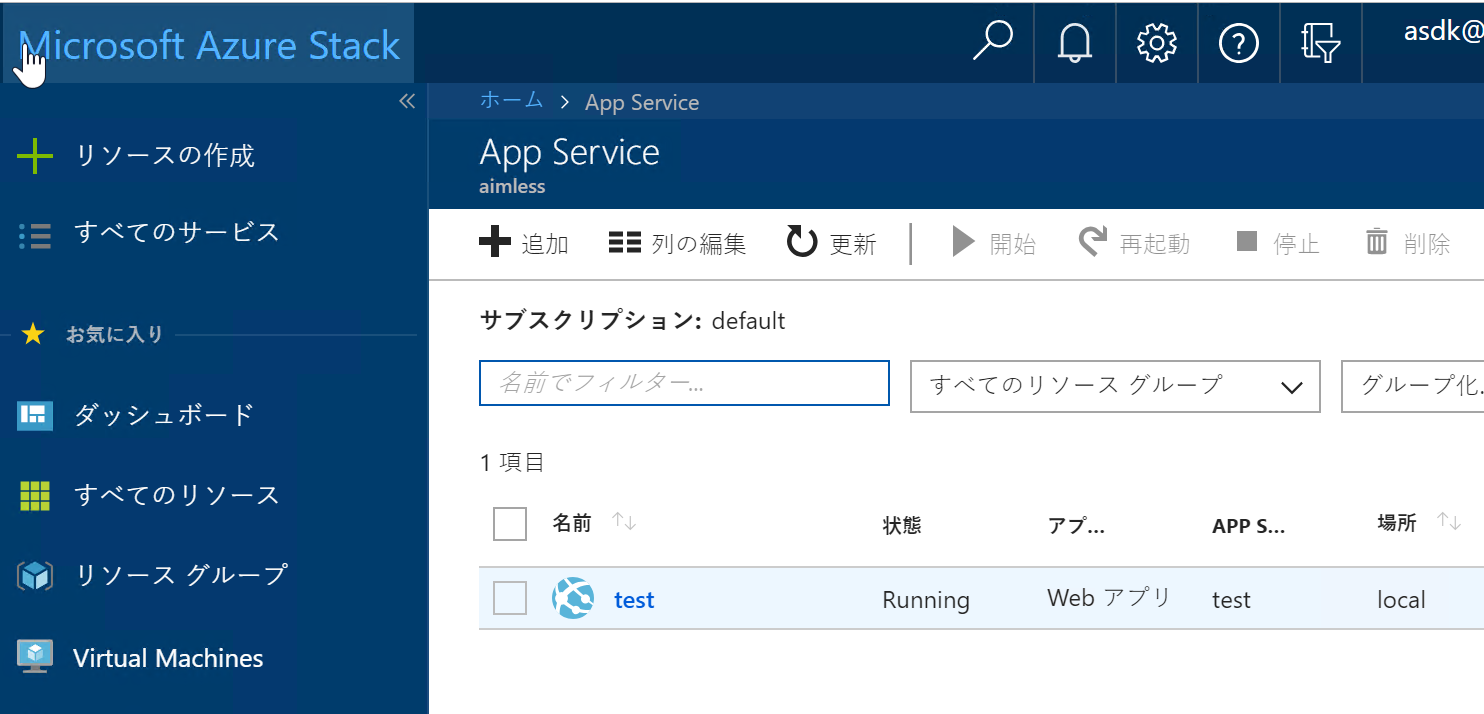 Microsoft Azure Stack
asdk@
ホーム > App Service
リソースの作成
すべてのサービス
お気に入り
ダッシュボード
すべてのリソース
リソース グループ
Virtual Machines
App Service
aimless
追加 列の編集 更新 開始 再起動 停止 削除
サブスクリプション: default
名前でフィルター... すべてのリソース グループ グループ化.
1 項目
名前 ↑↓ 状態 アプ... APP S... 場所 ↑↓
test Running Web アプリ test local